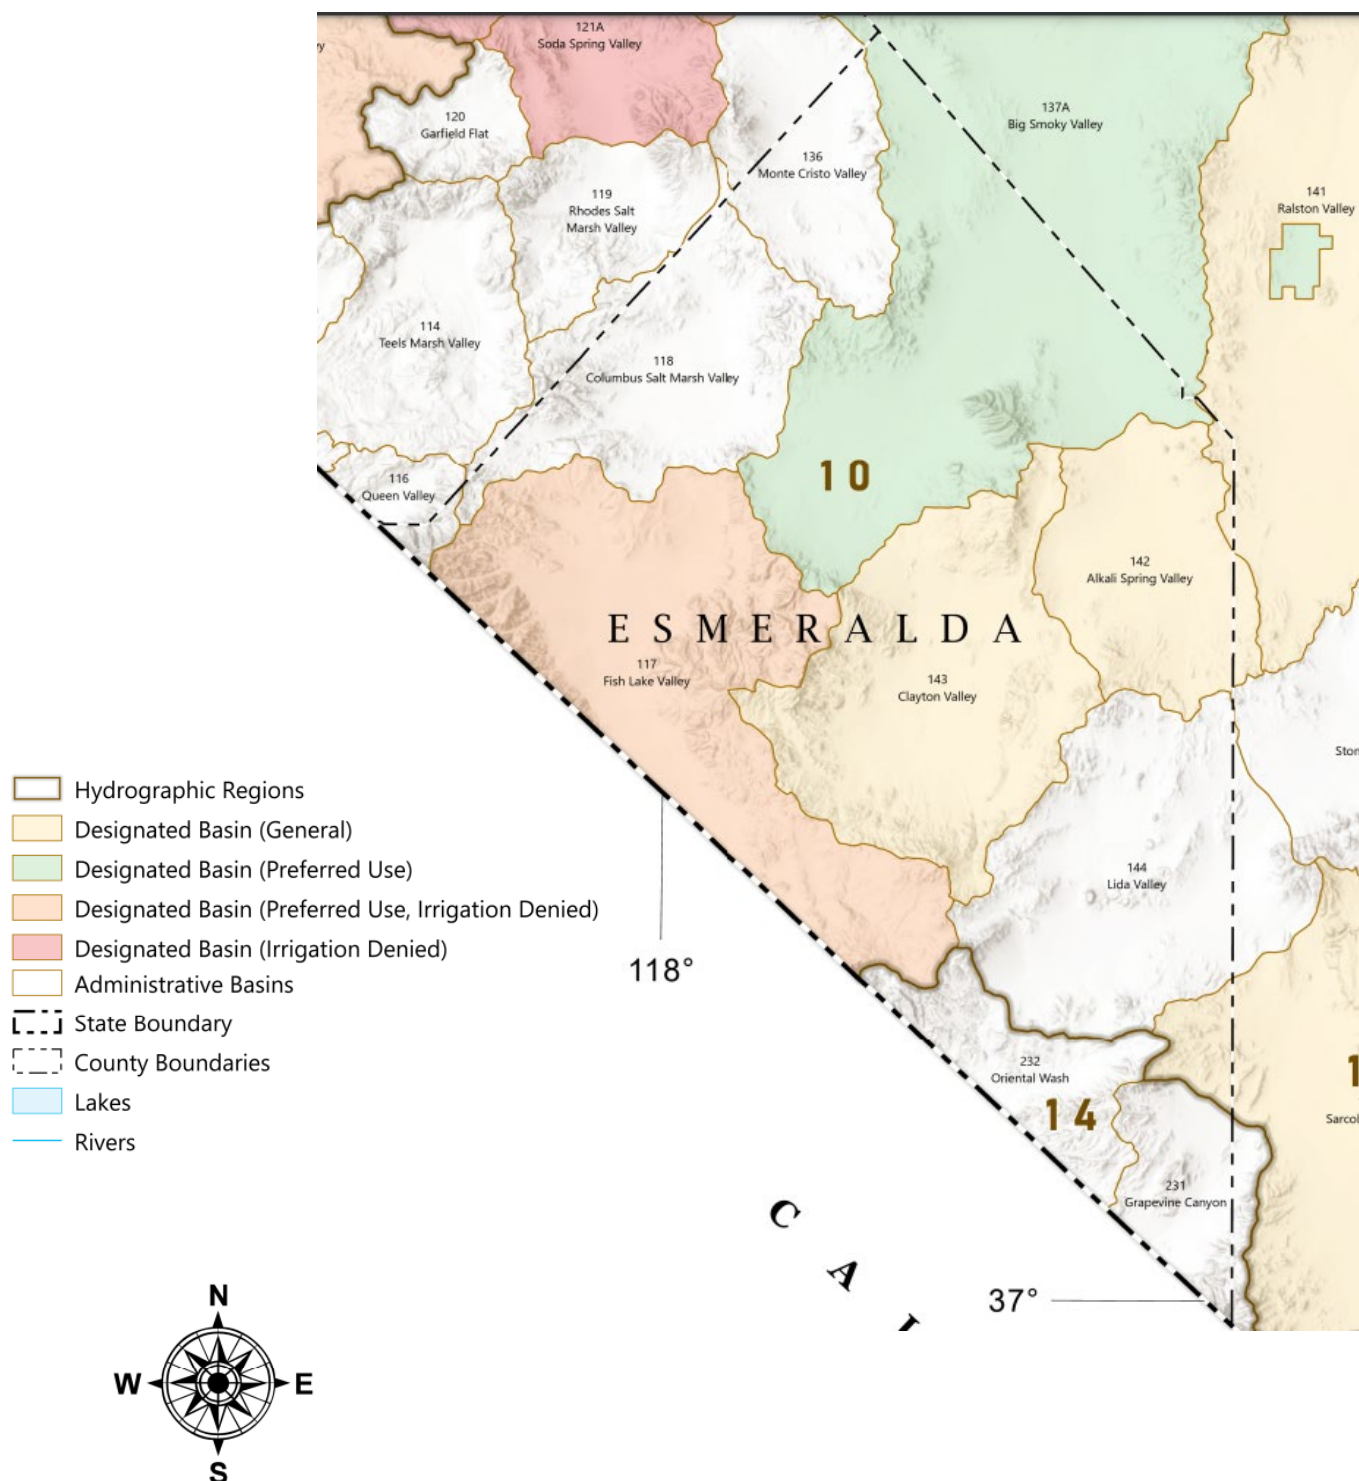 121A
Soda Spring Valley
y
120
Garfield Flat
137A
Big Smoky Valley
136
Monte Cristo Valley
141
Ralston Valley
119
Rhodes Salt
Marsh Valley
114
Teels Marsh Valley
118
Columbus Salt Marsh Valley
116
Queen Valley
10
142
Alkali Spring Valley
ESMERALDA
117
Fish Lake Valley
143
Clayton Valley
Ston
144
Lida Valley
Hydrographic Regions
Designated Basin (General)
Designated Basin (Preferred Use)
Designated Basin (Preferred Use, Irrigation Denied)
Designated Basin (Irrigation Denied)
Administrative Basins
State Boundary
County Boundaries
Lakes
Rivers
118°
232
Oriental Wash
14
1
Sarcol
231
Grapevine Canyon
C
A
37°
N
W
E
S